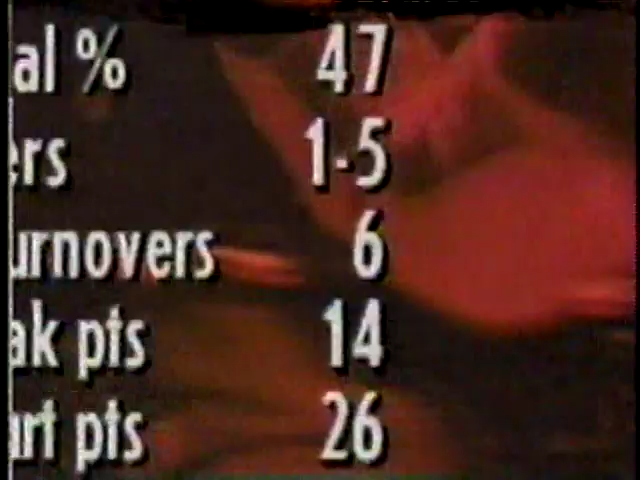 al % 47
ers 1-5
urnovers 6
ak pts 14
art pts 26